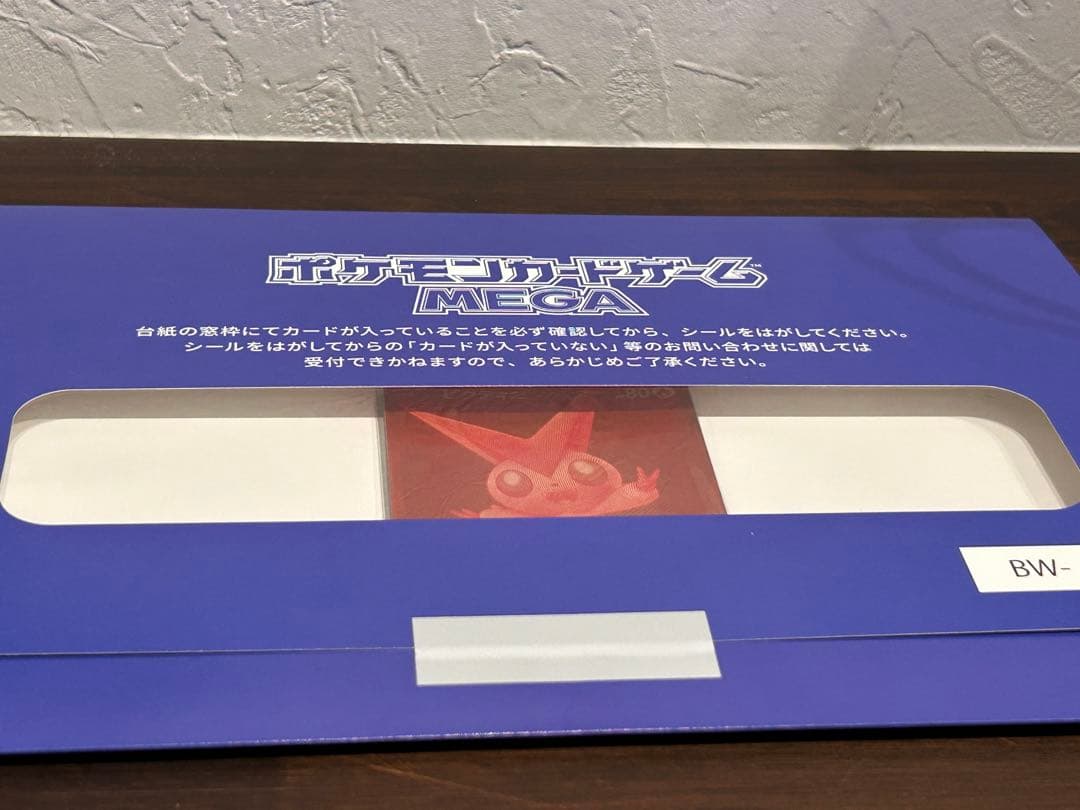 ポケモンカードゲーム™
MEGA
台紙の窓枠にてカードが入っていることを必ず確認してから、シールをはがしてください。
シールをはがしてからの「カードが入っていない」等のお問い合わせに関しては
受付できかねますので、あらかじめご了承ください。
BW-